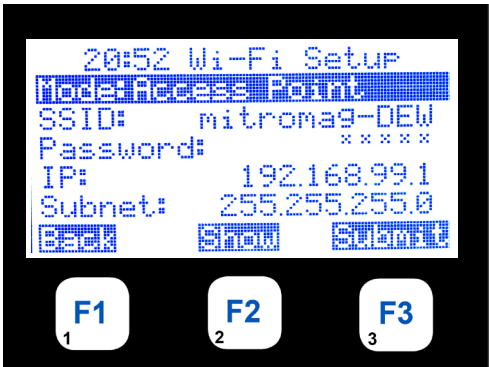 20:52 Wi-Fi Setup
Mode:Access Point
SSID: mitromag-DEW
Password: *****
IP: 192.168.99.1
Subnet: 255.255.255.0
Back Show Submit
F1 F2 F3
1 2 3